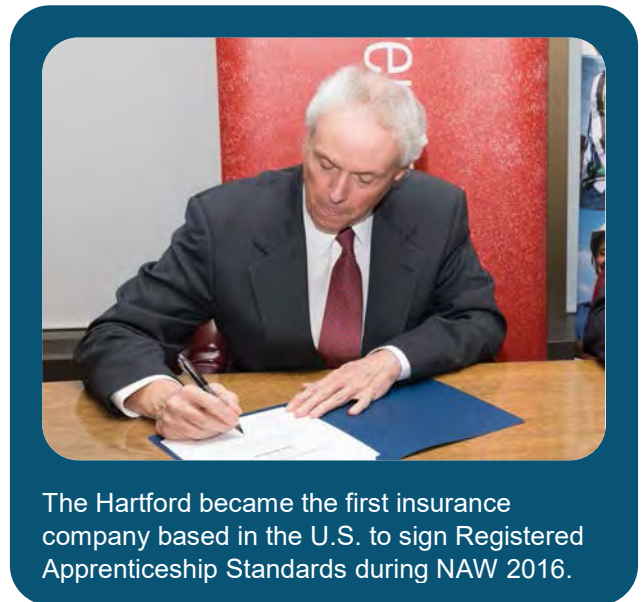 The Hartford became the first insurance
company based in the U.S. to sign Registered
Apprenticeship Standards during NAW 2016.